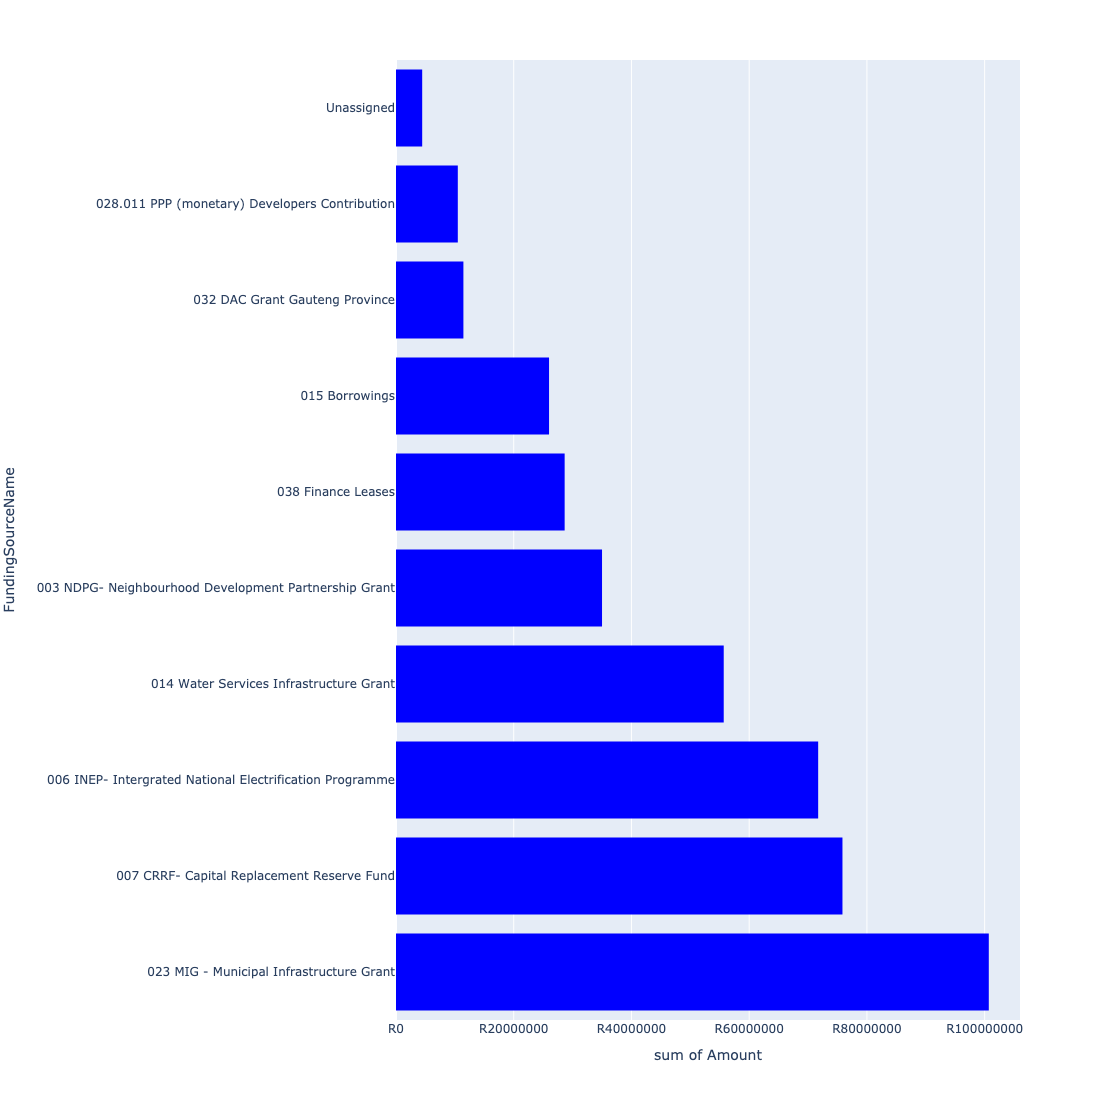 FundingSourceName
Unassigned
028.011 PPP (monetary) Developers Contribution
032 DAC Grant Gauteng Province
015 Borrowings
038 Finance Leases
003 NDPG- Neighbourhood Development Partnership Grant
014 Water Services Infrastructure Grant
006 INEP- Intergrated National Electrification Programme
007 CRRF- Capital Replacement Reserve Fund
023 MIG - Municipal Infrastructure Grant
R0 R20000000 R40000000 R60000000 R80000000 R100000000
sum of Amount